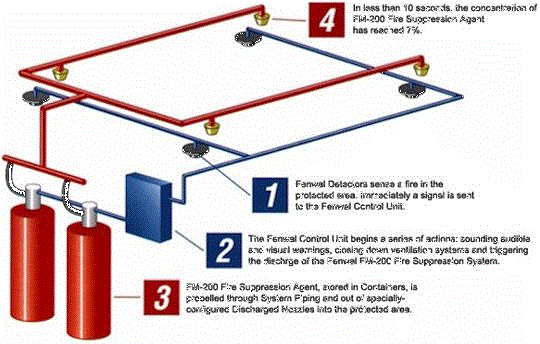 4
In less than 10 seconds, the concentration of
FM-200 Fire Suppression Agent
has reached 7%.
1
Fenwal Detectors sense a fire in the
protected area. Immediately a signal is sent
to the Fenwal Control Unit.
2
The Fenwal Control Unit begins a series of actions: sounding audible
and visual warnings, closing down ventilation systems and triggering
the dischrge of the Fenwal FM-200 Fire Suppression System.
3
FM-200 Fire Suppression Agent, stored in Containers, is
propelled through System Piping and out of specially-
configured Discharged Nozzles into the protected area.